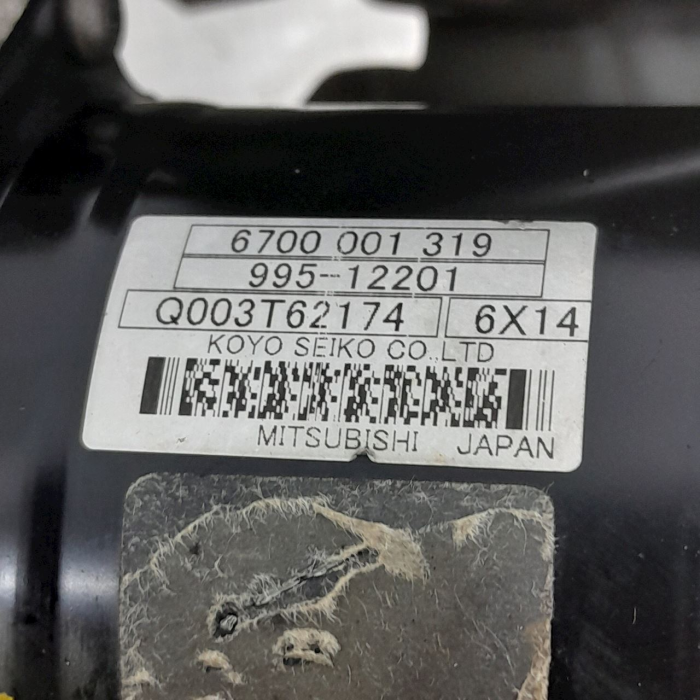 6700 001 319
995-12201
Q003T62174 6X14
KOYO SEIKO CO.,LTD
MITSUBISHI JAPAN